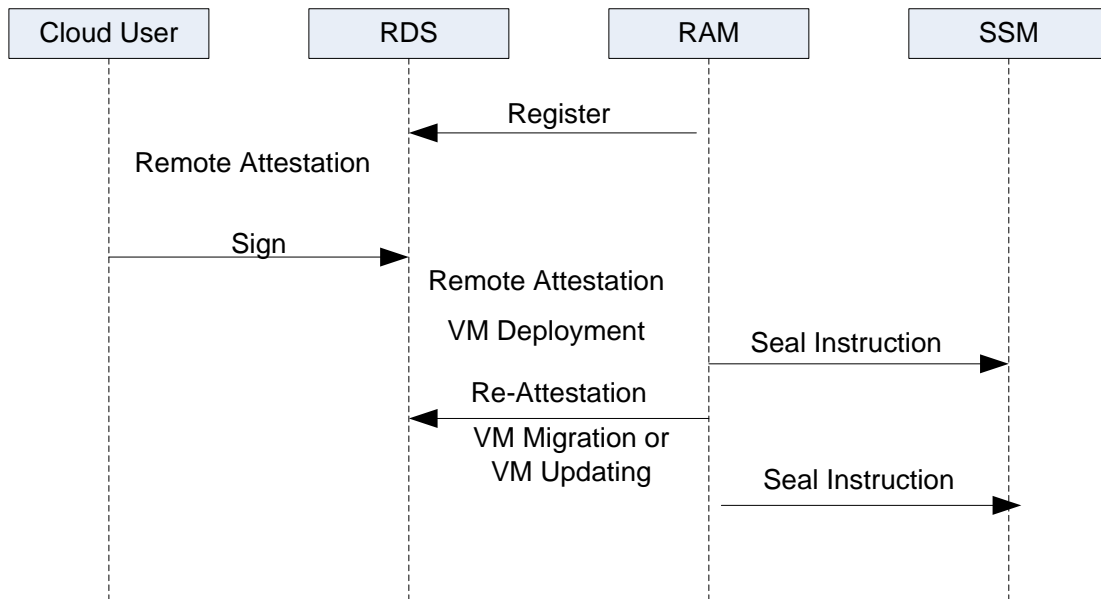 Cloud User
RDS
RAM
SSM
Register
Remote Attestation
Sign
Remote Attestation
VM Deployment
Seal Instruction
Re-Attestation
VM Migration or
VM Updating
Seal Instruction